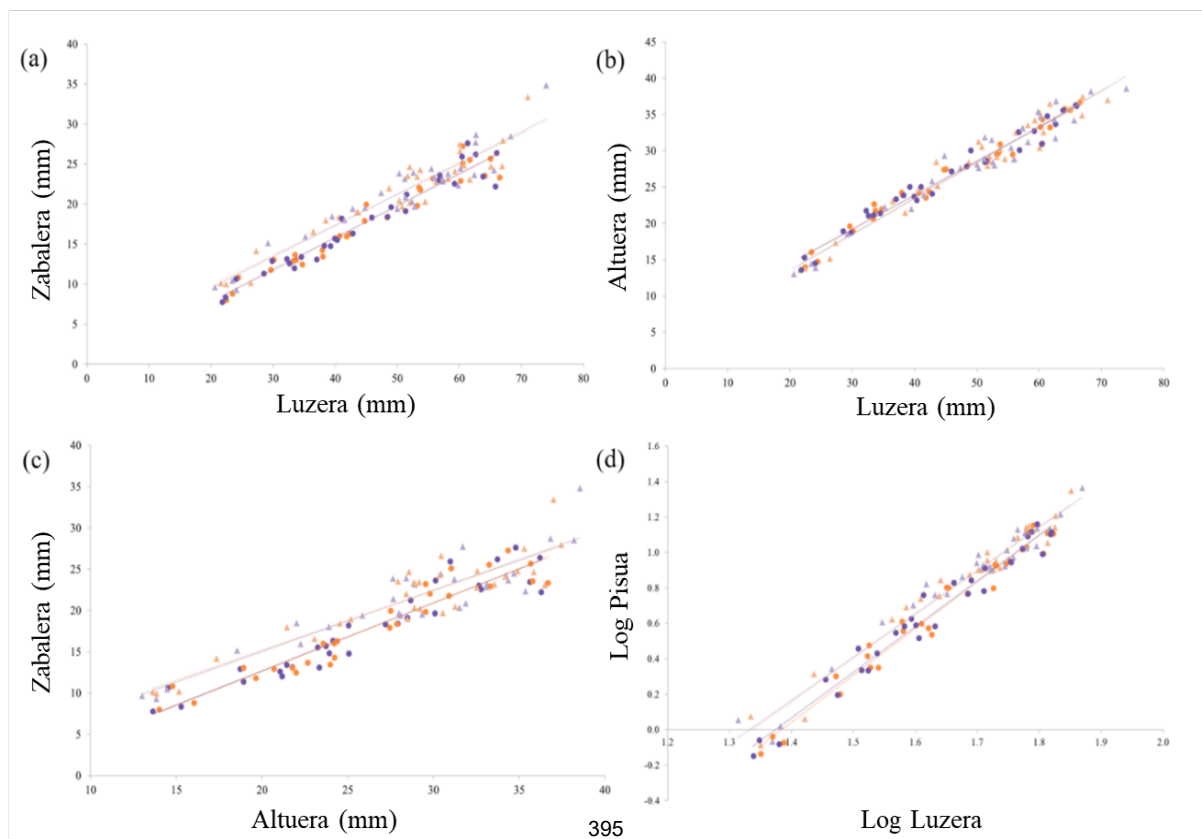 (a)
40
35
30
25
20
15
10
5
0
Zabalera (mm)
0 10 20 30 40 50 60 70 80
Luzera (mm)
(b)
45
40
35
30
25
20
15
10
5
0
Altuera (mm)
0 10 20 30 40 50 60 70 80
Luzera (mm)
(c)
40
35
30
25
20
15
10
5
0
Zabalera (mm)
10 15 20 25 30 35 40
Altuera (mm)
(d)
1.6
1.4
1.2
1.0
0.8
0.6
0.4
0.2
0.0
-0.2
-0.4
Log Pisua
1.2 1.3 1.4 1.5 1.6 1.7 1.8 1.9 2.0
Log Luzera
395